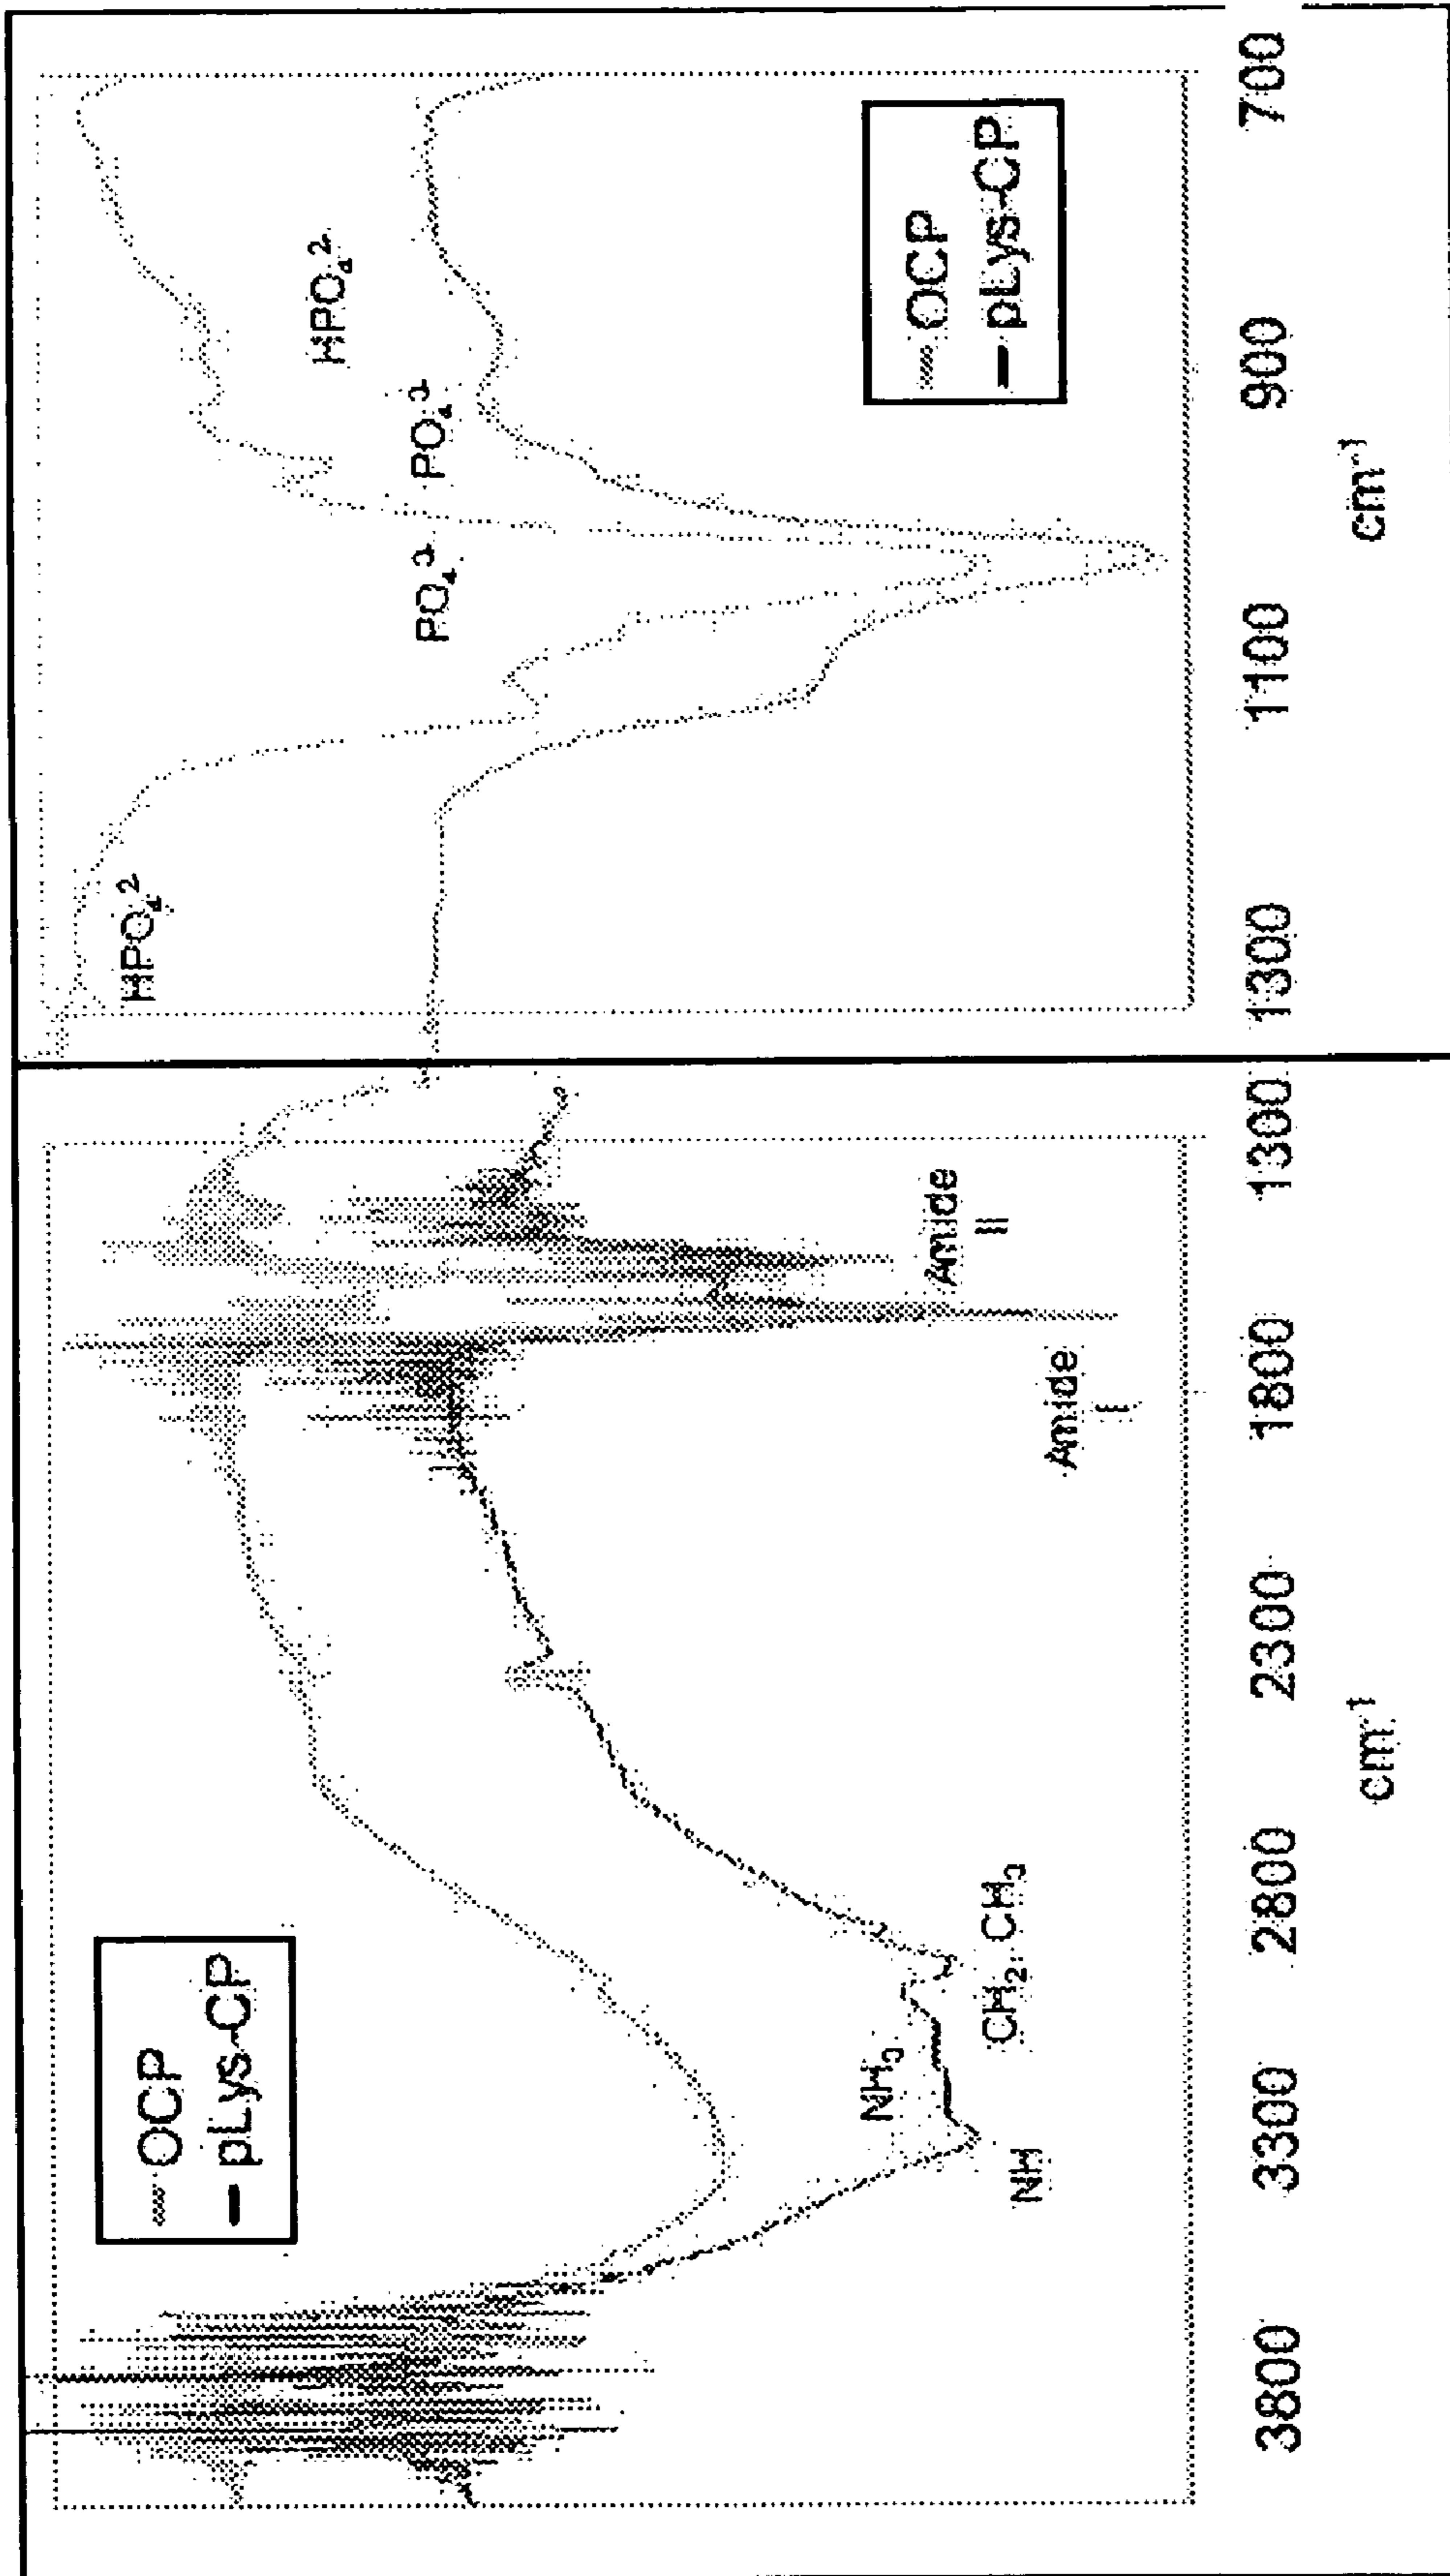 OCP
pLys-CP
NH
NH3
CH2, CH3
Amide
I
Amide
II
3800 3300 2800 2300 1800 1300
cm-1
HPO4 2
PO4 3
PO4 3
HPO4 2
OCP
pLys-CP
1300 1100 900 700
cm-1